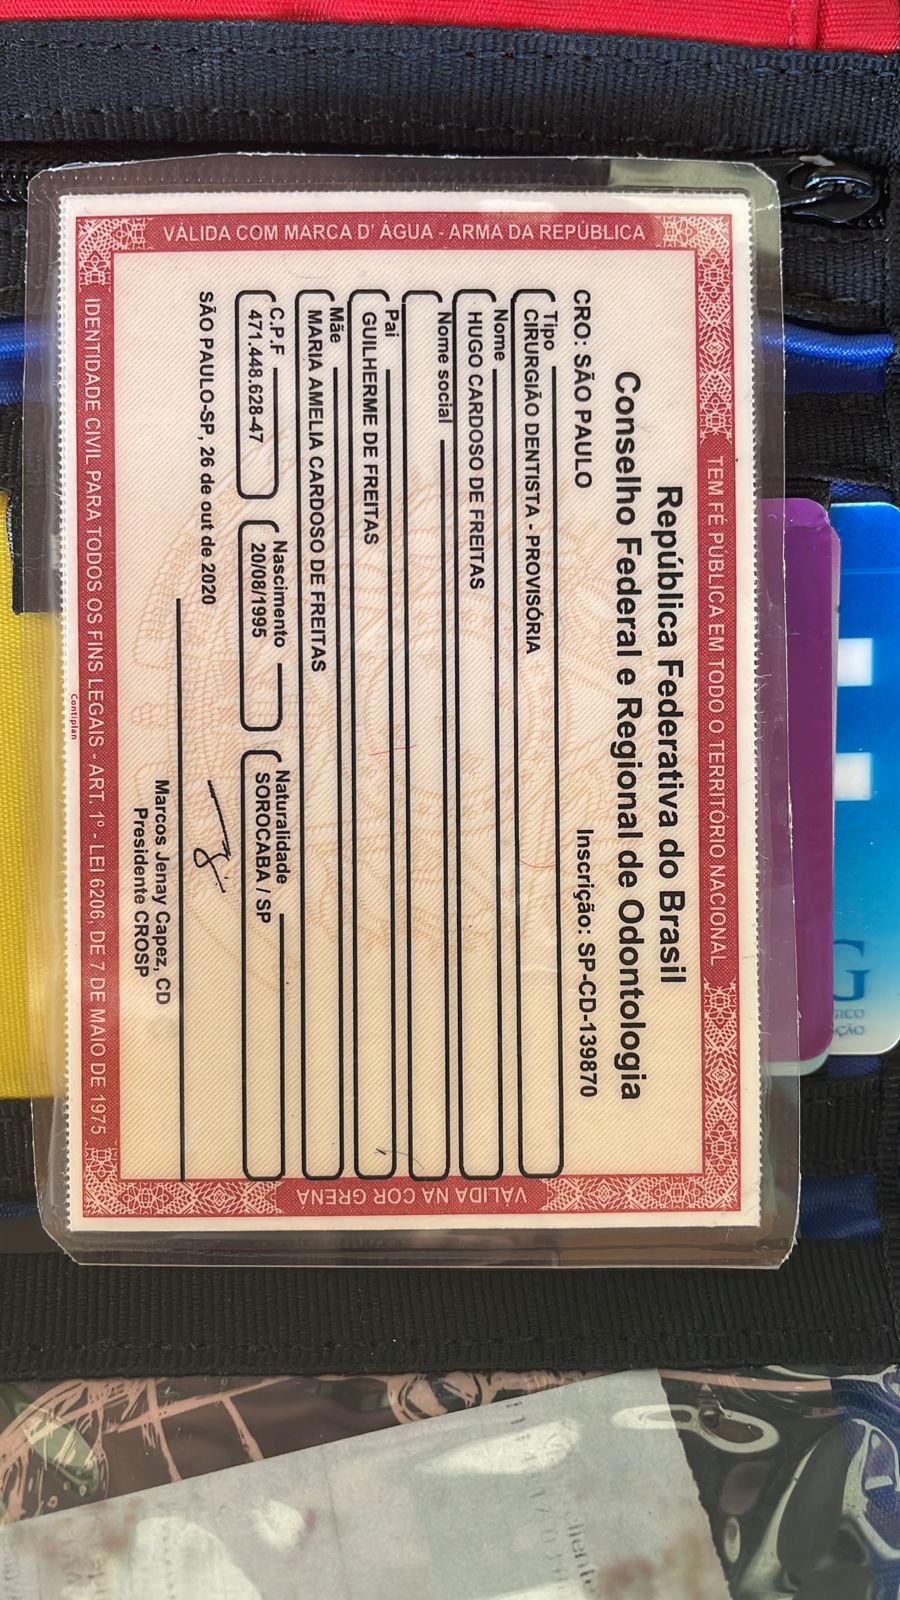 VÁLIDA COM MARCA D' ÁGUA - ARMA DA REPÚBLICA
TEM FÉ PÚBLICA EM TODO O TERRITÓRIO NACIONAL
República Federativa do Brasil
Conselho Federal e Regional de Odontologia
CRO: SÃO PAULO Inscrição: SP-CD-139870
Tipo
CIRURGIÃO DENTISTA - PROVISÓRIA
Nome
HUGO CARDOSO DE FREITAS
Nome social
Pai
GUILHERME DE FREITAS
Mãe
MARIA AMELIA CARDOSO DE FREITAS
C.P.F Nascimento Naturalidade
471.448.628-47 20/08/1995 SOROCABA / SP
SÃO PAULO-SP, 26 de out de 2020
Marcos Jenay Capez, CD
Presidente CROSP
IDENTIDADE CIVIL PARA TODOS OS FINS LEGAIS - ART. 1º - LEI 6206, DE 7 DE MAIO DE 1975
VÁLIDA NA COR GRENÁ
Contiplan
G